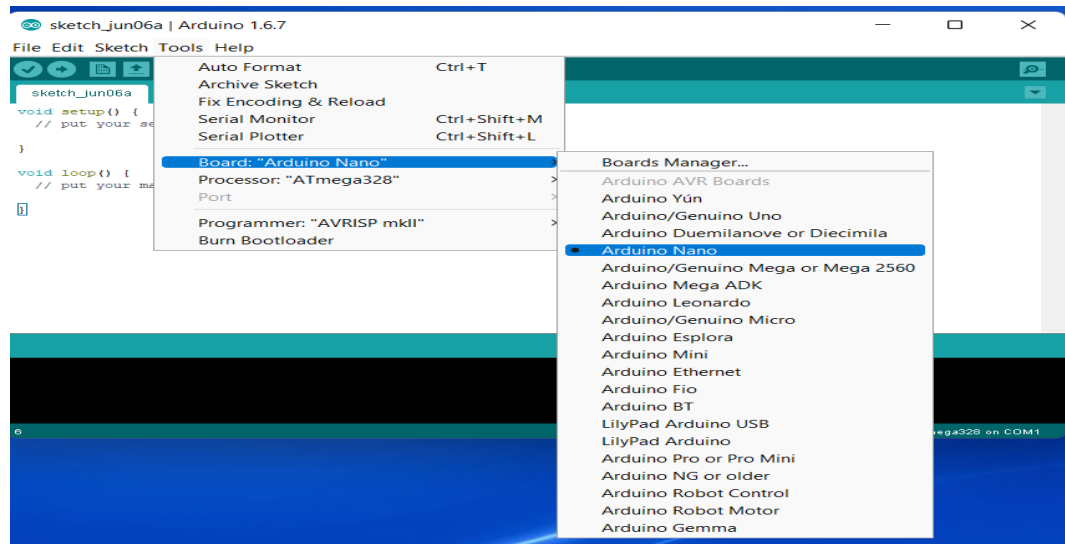 sketch_jun06a | Arduino 1.6.7
File Edit Sketch Tools Help
sketch_jun06a
void setup() {
// put your se
}
void loop() {
// put your ma
}
Auto Format Ctrl+T
Archive Sketch
Fix Encoding & Reload
Serial Monitor Ctrl+Shift+M
Serial Plotter Ctrl+Shift+L
Board: "Arduino Nano"
Processor: "ATmega328"
Port
Programmer: "AVRISP mkII"
Burn Bootloader
Boards Manager...
Arduino AVR Boards
Arduino Yún
Arduino/Genuino Uno
Arduino Duemilanove or Diecimila
Arduino Nano
Arduino/Genuino Mega or Mega 2560
Arduino Mega ADK
Arduino Leonardo
Arduino/Genuino Micro
Arduino Esplora
Arduino Mini
Arduino Ethernet
Arduino Fio
Arduino BT
LilyPad Arduino USB
LilyPad Arduino
Arduino Pro or Pro Mini
Arduino NG or older
Arduino Robot Control
Arduino Robot Motor
Arduino Gemma
6 mega328 on COM1